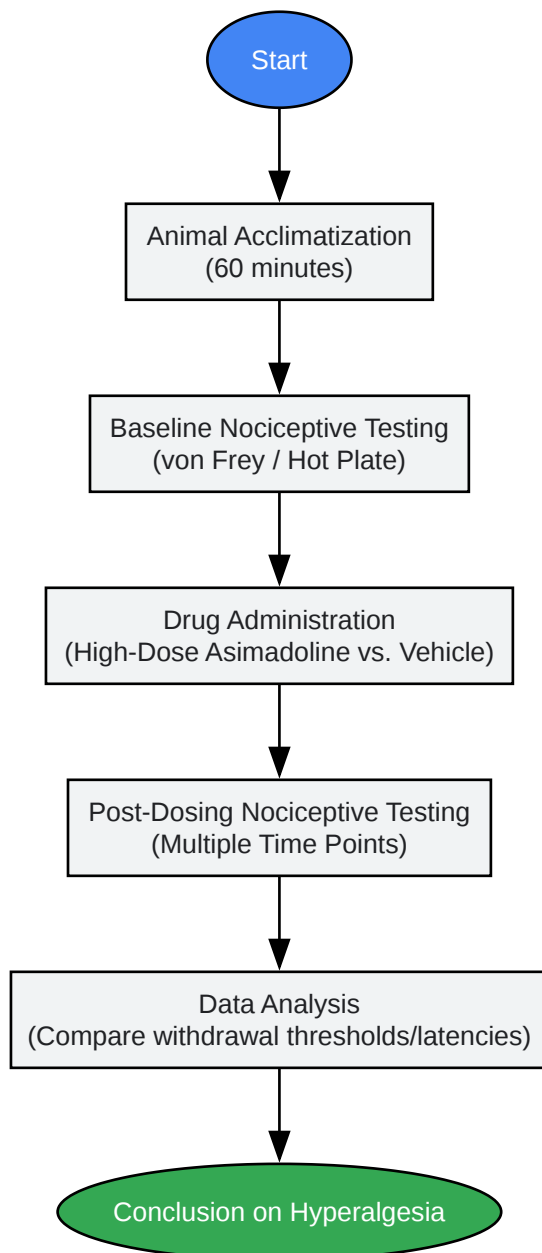 Start
Animal Acclimatization
(60 minutes)
Baseline Nociceptive Testing
(von Frey / Hot Plate)
Drug Administration
(High-Dose Asimadoline vs. Vehicle)
Post-Dosing Nociceptive Testing
(Multiple Time Points)
Data Analysis
(Compare withdrawal thresholds/latencies)
Conclusion on Hyperalgesia